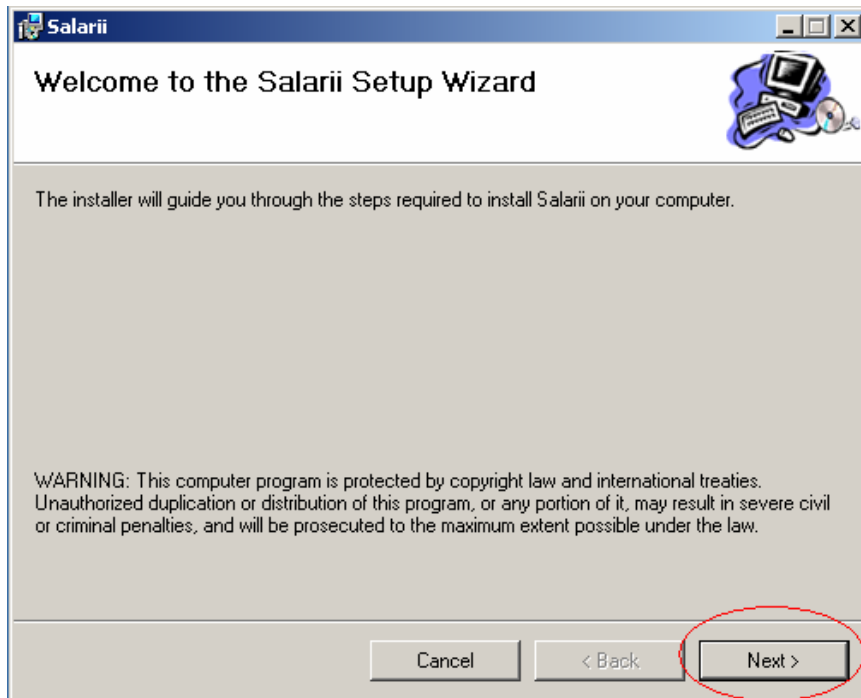 Salarii
Welcome to the Salarii Setup Wizard
The installer will guide you through the steps required to install Salarii on your computer.
WARNING: This computer program is protected by copyright law and international treaties.
Unauthorized duplication or distribution of this program, or any portion of it, may result in severe civil
or criminal penalties, and will be prosecuted to the maximum extent possible under the law.
Cancel
< Back
Next >